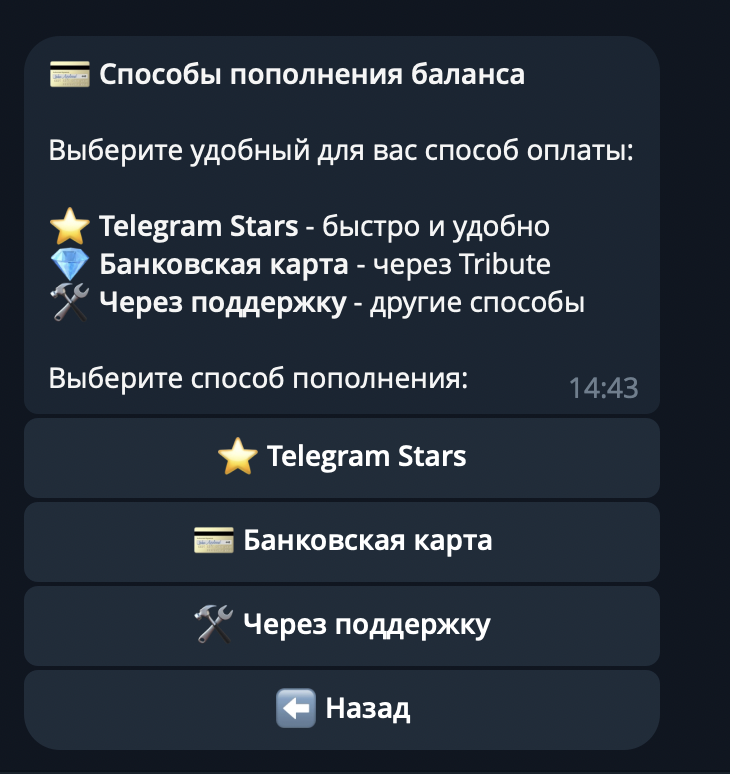 💳 Способы пополнения баланса
Выберите удобный для вас способ оплаты:
⭐ Telegram Stars - быстро и удобно
💎 Банковская карта - через Tribute
🛠 Через поддержку - другие способы
Выберите способ пополнения:
14:43
⭐ Telegram Stars
💳 Банковская карта
🛠 Через поддержку
⬅️ Назад